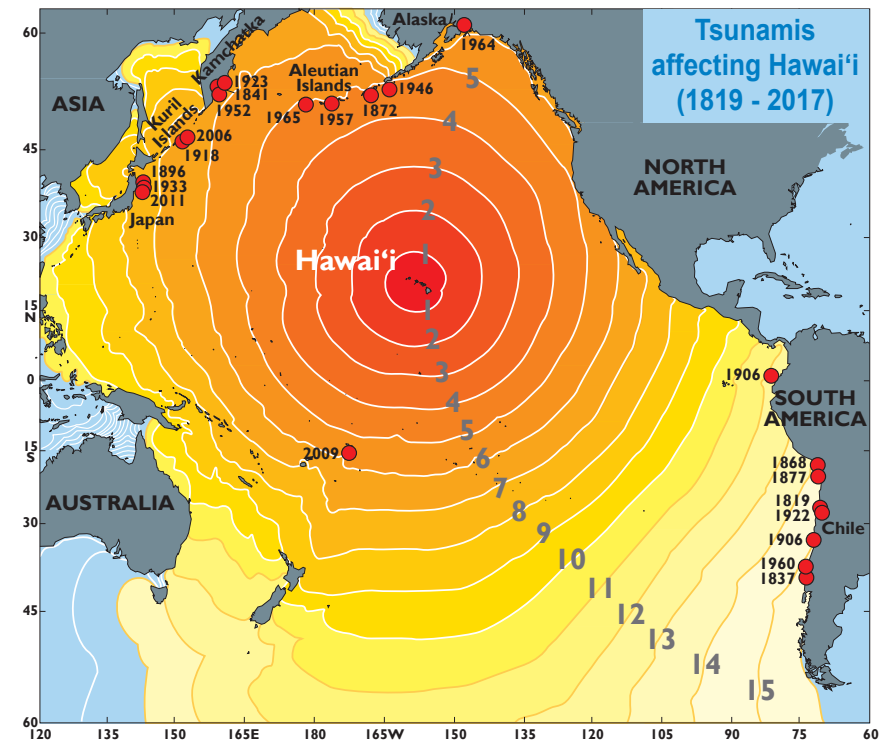 Tsunamis
affecting Hawai‘i
(1819 - 2017)
60
45
30
15
N
0
15
S
30
45
60
120
135
150
165E
180
165W
150
135
120
105
90
75
60
ASIA
NORTH
AMERICA
SOUTH
AMERICA
AUSTRALIA
Alaska
1964
Kamchatka
1923
1841
1952
Aleutian
Islands
1946
1965
1957
1872
Kuril
Islands
2006
1918
1896
1933
2011
Japan
Hawai‘i
5
4
3
2
1
1
2
3
4
5
6
7
8
9
10
11
12
13
14
15
2009
1906
1868
1877
1819
1922
Chile
1906
1960
1837